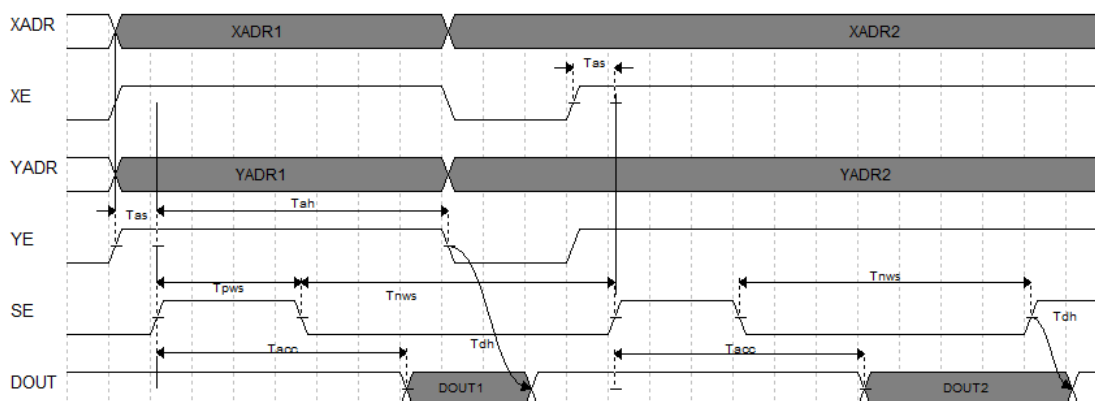 XADR XADR1 XADR2
Tas
XE
YADR YADR1 YADR2
Tas Tah
YE
Tpws Tnws Tnws
SE
Tacc Tdh Tacc Tdh
DOUT DOUT1 DOUT2